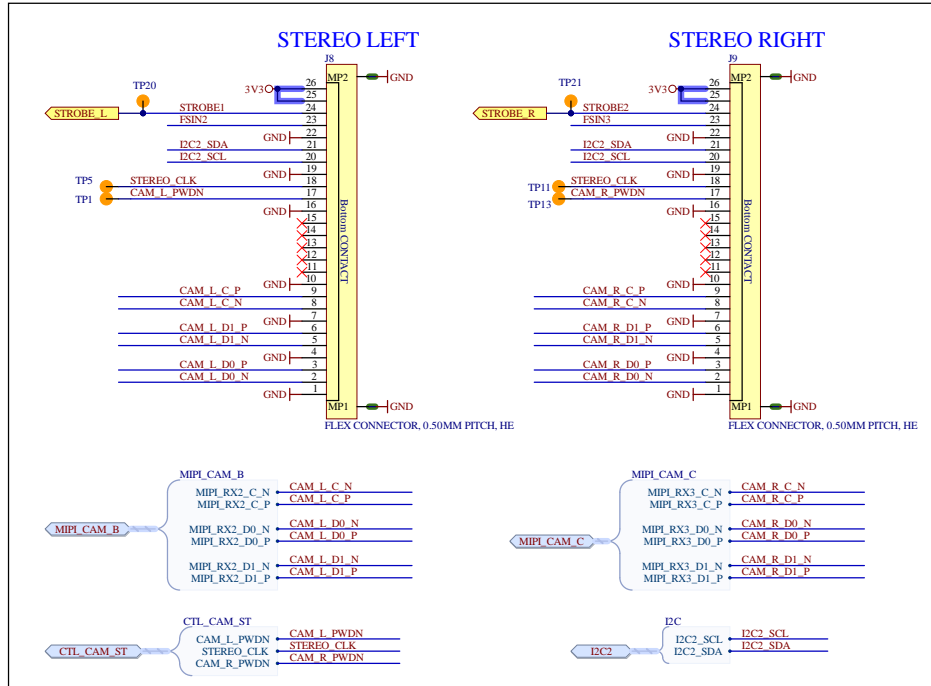 STEREO LEFT
J8
MP2
GND
3V3
26
25
TP20
STROBE_L
STROBE1
24
FSIN2
23
GND
22
I2C2_SDA
21
I2C2_SCL
20
GND
19
TP5
STEREO_CLK
18
TP1
CAM_L_PWDN
17
GND
16
15
14
13
12
11
Bottom CONTACT
GND
10
CAM_L_C_P
9
CAM_L_C_N
8
GND
7
CAM_L_D1_P
6
CAM_L_D1_N
5
GND
4
CAM_L_D0_P
3
CAM_L_D0_N
2
GND
1
MP1
GND
FLEX CONNECTOR, 0.50MM PITCH, HE
STEREO RIGHT
J9
MP2
GND
3V3
26
25
TP21
STROBE_R
STROBE2
24
FSIN3
23
GND
22
I2C2_SDA
21
I2C2_SCL
20
GND
19
TP11
STEREO_CLK
18
TP13
CAM_R_PWDN
17
GND
16
15
14
13
12
11
Bottom CONTACT
GND
10
CAM_R_C_P
9
CAM_R_C_N
8
GND
7
CAM_R_D1_P
6
CAM_R_D1_N
5
GND
4
CAM_R_D0_P
3
CAM_R_D0_N
2
GND
1
MP1
GND
FLEX CONNECTOR, 0.50MM PITCH, HE
MIPI_CAM_B
MIPI_CAM_B
MIPI_RX2_C_N CAM_L_C_N
MIPI_RX2_C_P CAM_L_C_P
MIPI_RX2_D0_N CAM_L_D0_N
MIPI_RX2_D0_P CAM_L_D0_P
MIPI_RX2_D1_N CAM_L_D1_N
MIPI_RX2_D1_P CAM_L_D1_P
MIPI_CAM_C
MIPI_CAM_C
MIPI_RX3_C_N CAM_R_C_N
MIPI_RX3_C_P CAM_R_C_P
MIPI_RX3_D0_N CAM_R_D0_N
MIPI_RX3_D0_P CAM_R_D0_P
MIPI_RX3_D1_N CAM_R_D1_N
MIPI_RX3_D1_P CAM_R_D1_P
CTL_CAM_ST
CTL_CAM_ST
CAM_L_PWDN CAM_L_PWDN
STEREO_CLK STEREO_CLK
CAM_R_PWDN CAM_R_PWDN
I2C
I2C2
I2C2_SCL I2C2_SCL
I2C2_SDA I2C2_SDA